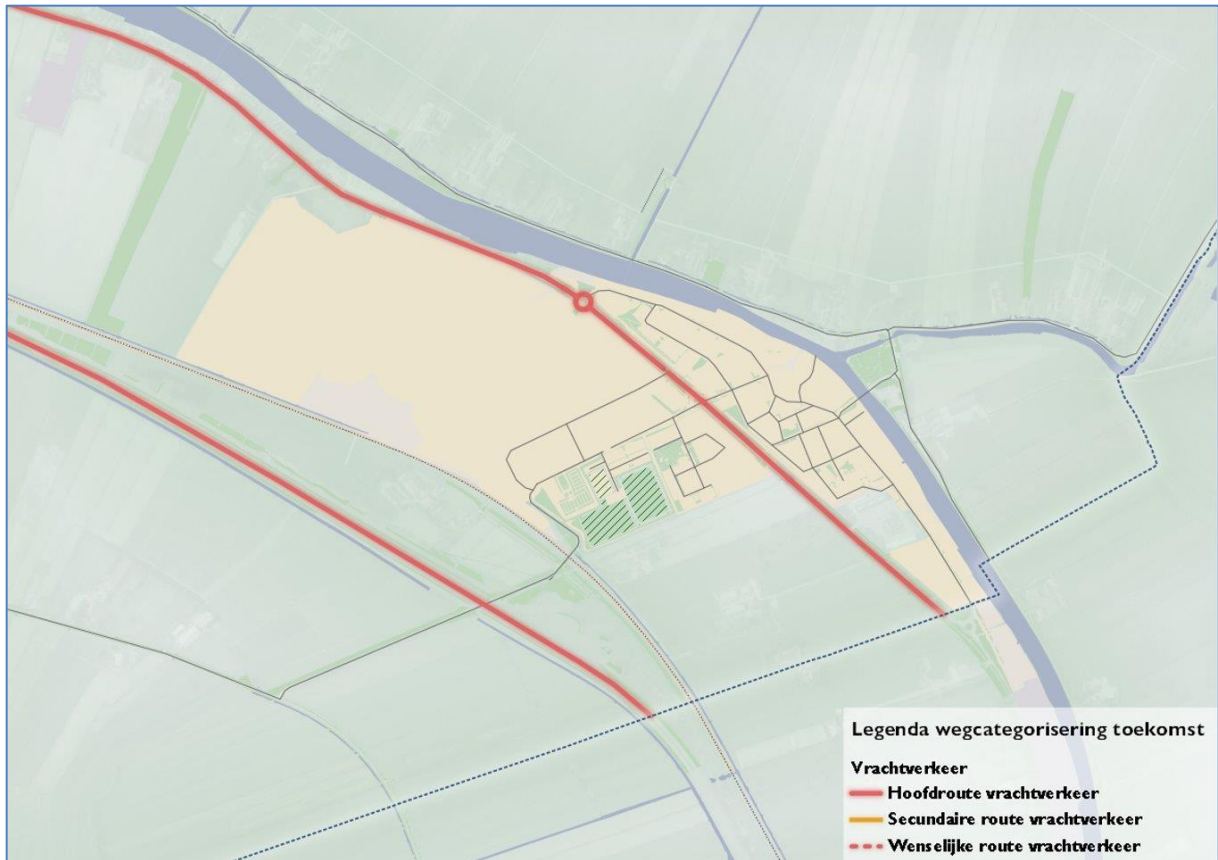 Legenda wegcategorisering toekomst
Vrachtverkeer
Hoofdroute vrachtverkeer
Secundaire route vrachtverkeer
Wenselijke route vrachtverkeer